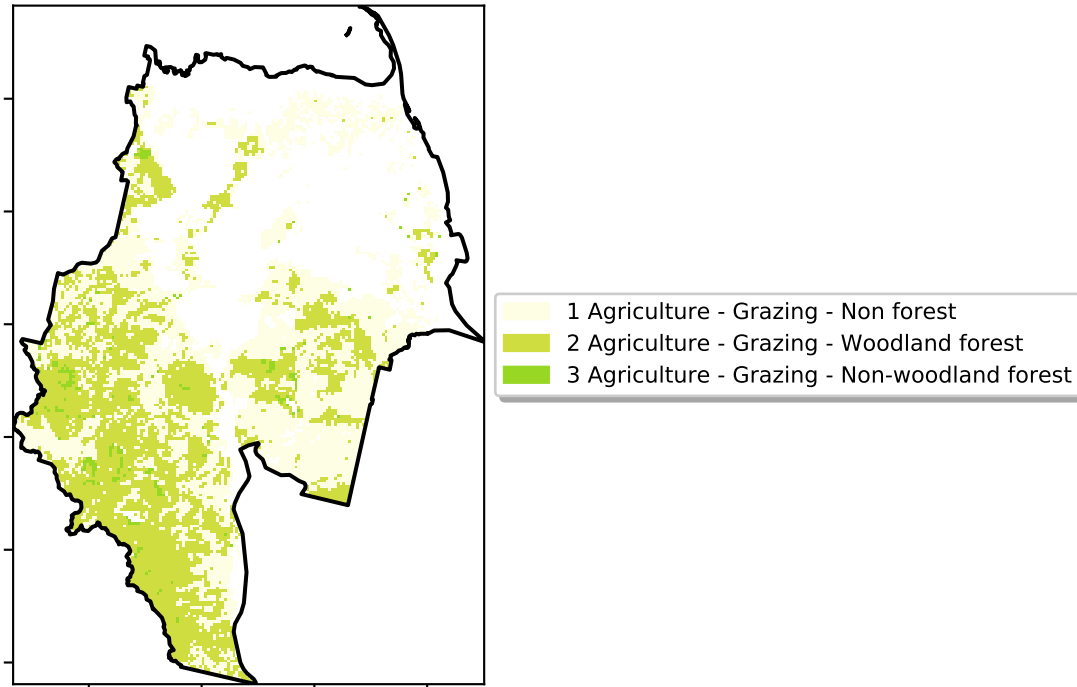 1 Agriculture - Grazing - Non forest
2 Agriculture - Grazing - Woodland forest
3 Agriculture - Grazing - Non-woodland forest